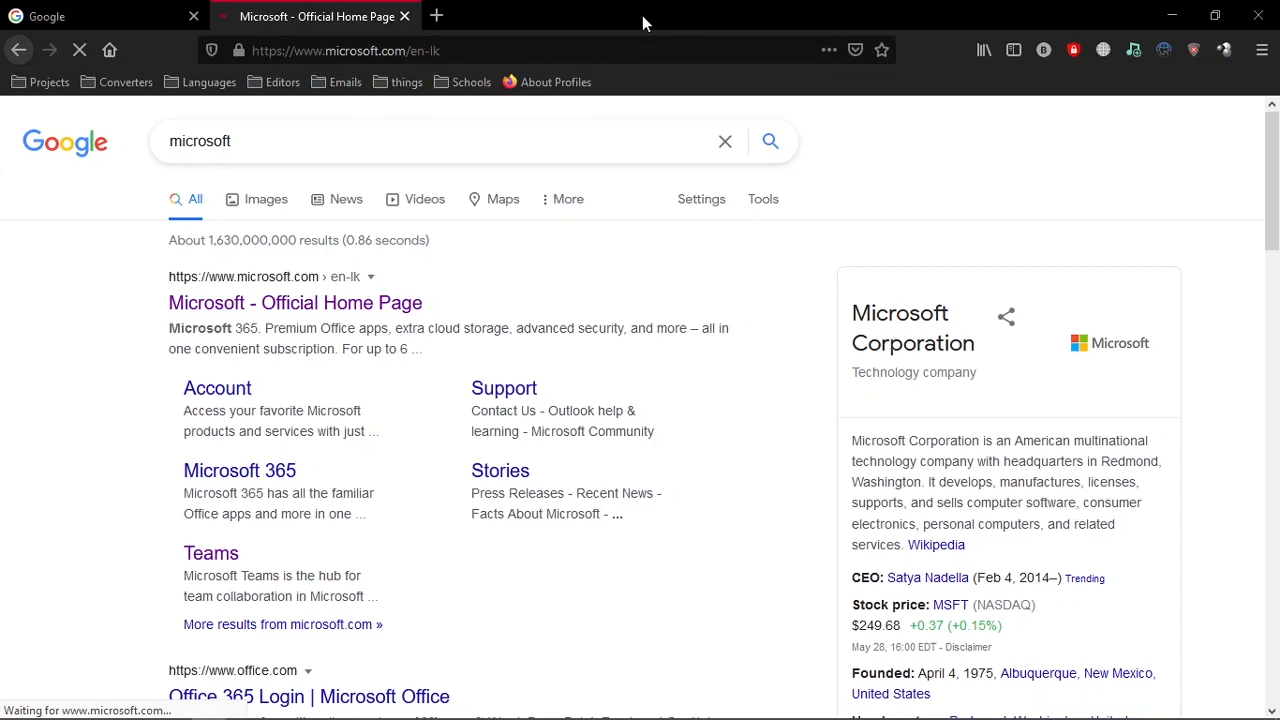 Google
Microsoft - Official Home Page
https://www.microsoft.com/en-lk
Projects
Converters
Languages
Editors
Emails
things
Schools
About Profiles
Google
microsoft
All
Images
News
Videos
Maps
More
Settings
Tools
About 1,630,000,000 results (0.86 seconds)
https://www.microsoft.com › en-lk
Microsoft - Official Home Page
Microsoft 365. Premium Office apps, extra cloud storage, advanced security, and more – all in
one convenient subscription. For up to 6 ...
Account
Access your favorite Microsoft
products and services with just ...
Support
Contact Us - Outlook help &
learning - Microsoft Community
Microsoft 365
Microsoft 365 has all the familiar
Office apps and more in one ...
Stories
Press Releases - Recent News -
Facts About Microsoft - ...
Teams
Microsoft Teams is the hub for
team collaboration in Microsoft ...
More results from microsoft.com »
https://www.office.com
Office 365 Login | Microsoft Office
Waiting for www.microsoft.com...
Microsoft
Corporation
Technology company
Microsoft
Microsoft Corporation is an American multinational
technology company with headquarters in Redmond,
Washington. It develops, manufactures, licenses,
supports, and sells computer software, consumer
electronics, personal computers, and related
services. Wikipedia
CEO: Satya Nadella (Feb 4, 2014–) Trending
Stock price: MSFT (NASDAQ)
$249.68 +0.37 (+0.15%)
May 28, 16:00 EDT - Disclaimer
Founded: April 4, 1975, Albuquerque, New Mexico,
United States